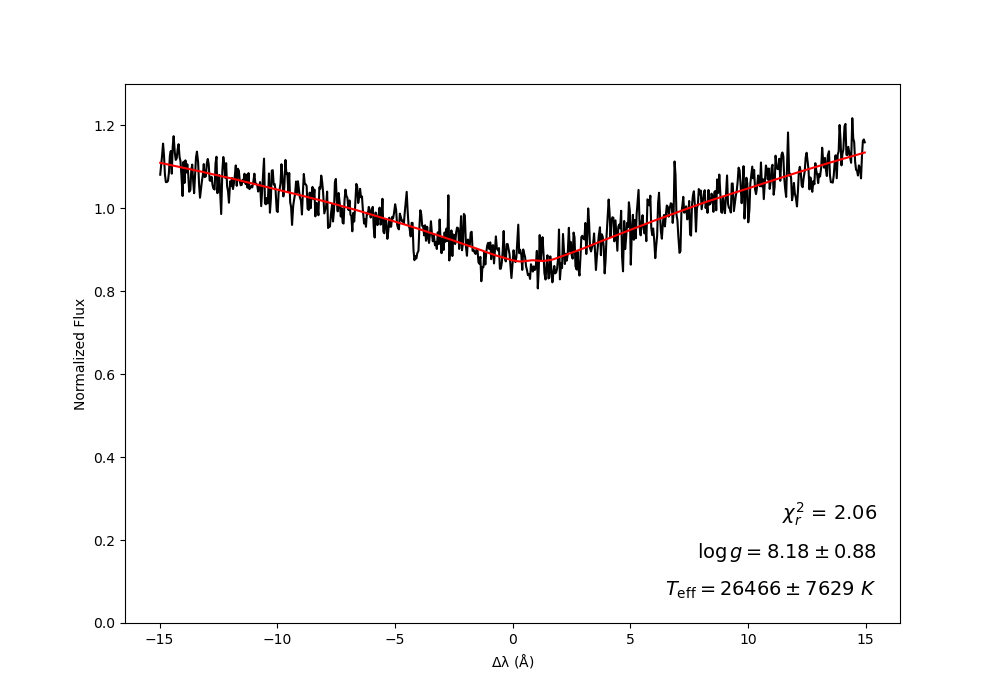 1.2
1.0
0.8
0.6
0.4
0.2
0.0
Normalized Flux
χ²ᵣ = 2.06
log g = 8.18 ± 0.88
T_eff = 26466 ± 7629 K
−15 −10 −5 0 5 10 15
Δλ (Å)